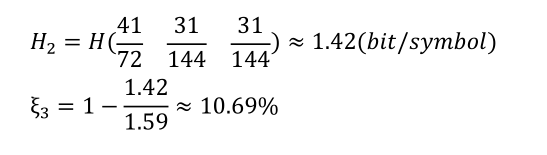 H₂ = H(41/72 31/144 31/144) ≈ 1.42(bit/symbol)
ξ₃ = 1 − 1.42/1.59 ≈ 10.69%